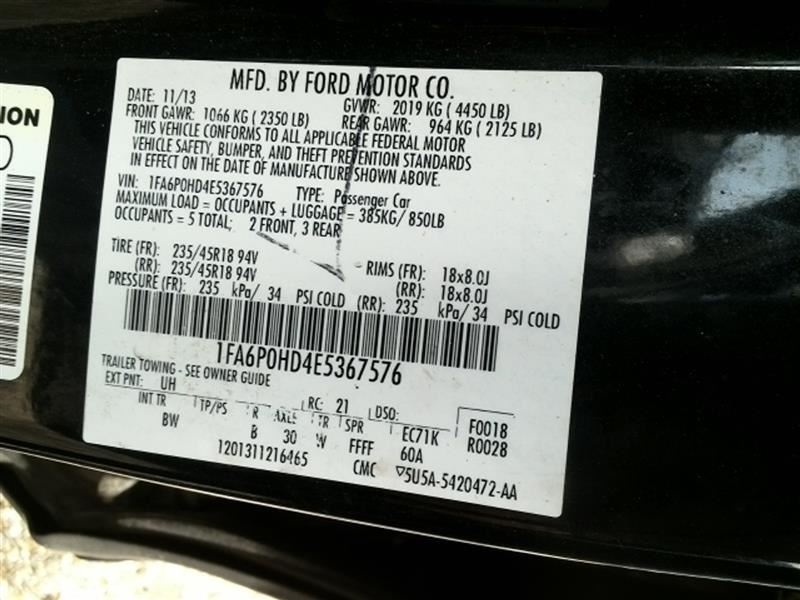 MFD. BY FORD MOTOR CO.
DATE: 11/13 GVWR: 2019 KG ( 4450 LB)
FRONT GAWR: 1066 KG ( 2350 LB) REAR GAWR: 964 KG ( 2125 LB)
THIS VEHICLE CONFORMS TO ALL APPLICABLE FEDERAL MOTOR
VEHICLE SAFETY, BUMPER, AND THEFT PREVENTION STANDARDS
IN EFFECT ON THE DATE OF MANUFACTURE SHOWN ABOVE.
VIN: 1FA6P0HD4E5367576 TYPE: Passenger Car
MAXIMUM LOAD = OCCUPANTS + LUGGAGE = 385KG/ 850LB
OCCUPANTS = 5 TOTAL; 2 FRONT, 3 REAR
TIRE (FR): 235/45R18 94V RIMS (FR): 18x8.0J
(RR): 235/45R18 94V (RR): 18x8.0J
PRESSURE (FR): 235 kPa/ 34 PSI COLD (RR): 235 kPa/ 34 PSI COLD
1FA6P0HD4E5367576
TRAILER TOWING - SEE OWNER GUIDE
EXT PNT: UH RC: 21 DSO: F0018
INT TR TP/PS R AXLE TR SPR EC71K R0028
BW B 30 W FFFF 60A
1201311216465 CMC ▽5U5A-5420472-AA
ION